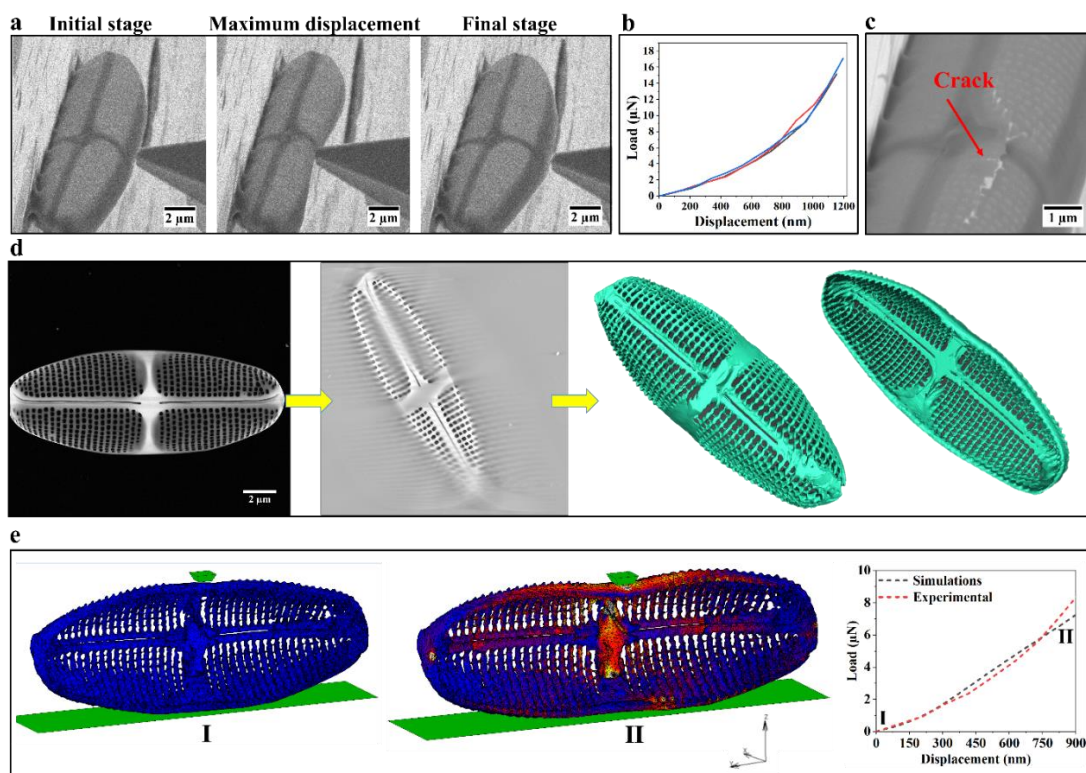 a
Initial stage
Maximum displacement
Final stage
2 µm
2 µm
2 µm
b
Load (µN)
18
16
14
12
10
8
6
4
2
0
0 200 400 600 800 1000 1200
Displacement (nm)
c
Crack
1 µm
d
2 µm
e
I
II
z
x
y
Load (µN)
10
8
6
4
2
0
Simulations
Experimental
II
I
0 150 300 450 600 750 900
Displacement (nm)